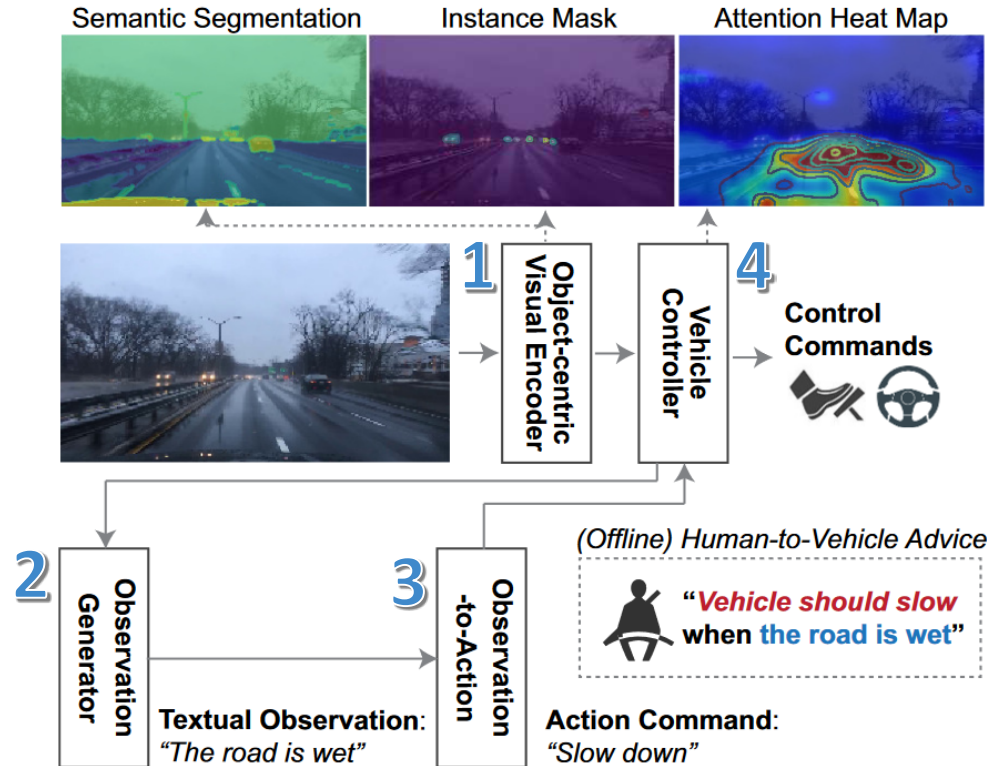 Semantic Segmentation
Instance Mask
Attention Heat Map
1
Object-centric
Visual Encoder
Vehicle
Controller
4
Control
Commands
2
Observation
Generator
Textual Observation:
"The road is wet"
3
Observation
-to-Action
Action Command:
"Slow down"
(Offline) Human-to-Vehicle Advice
“Vehicle should slow
when the road is wet”